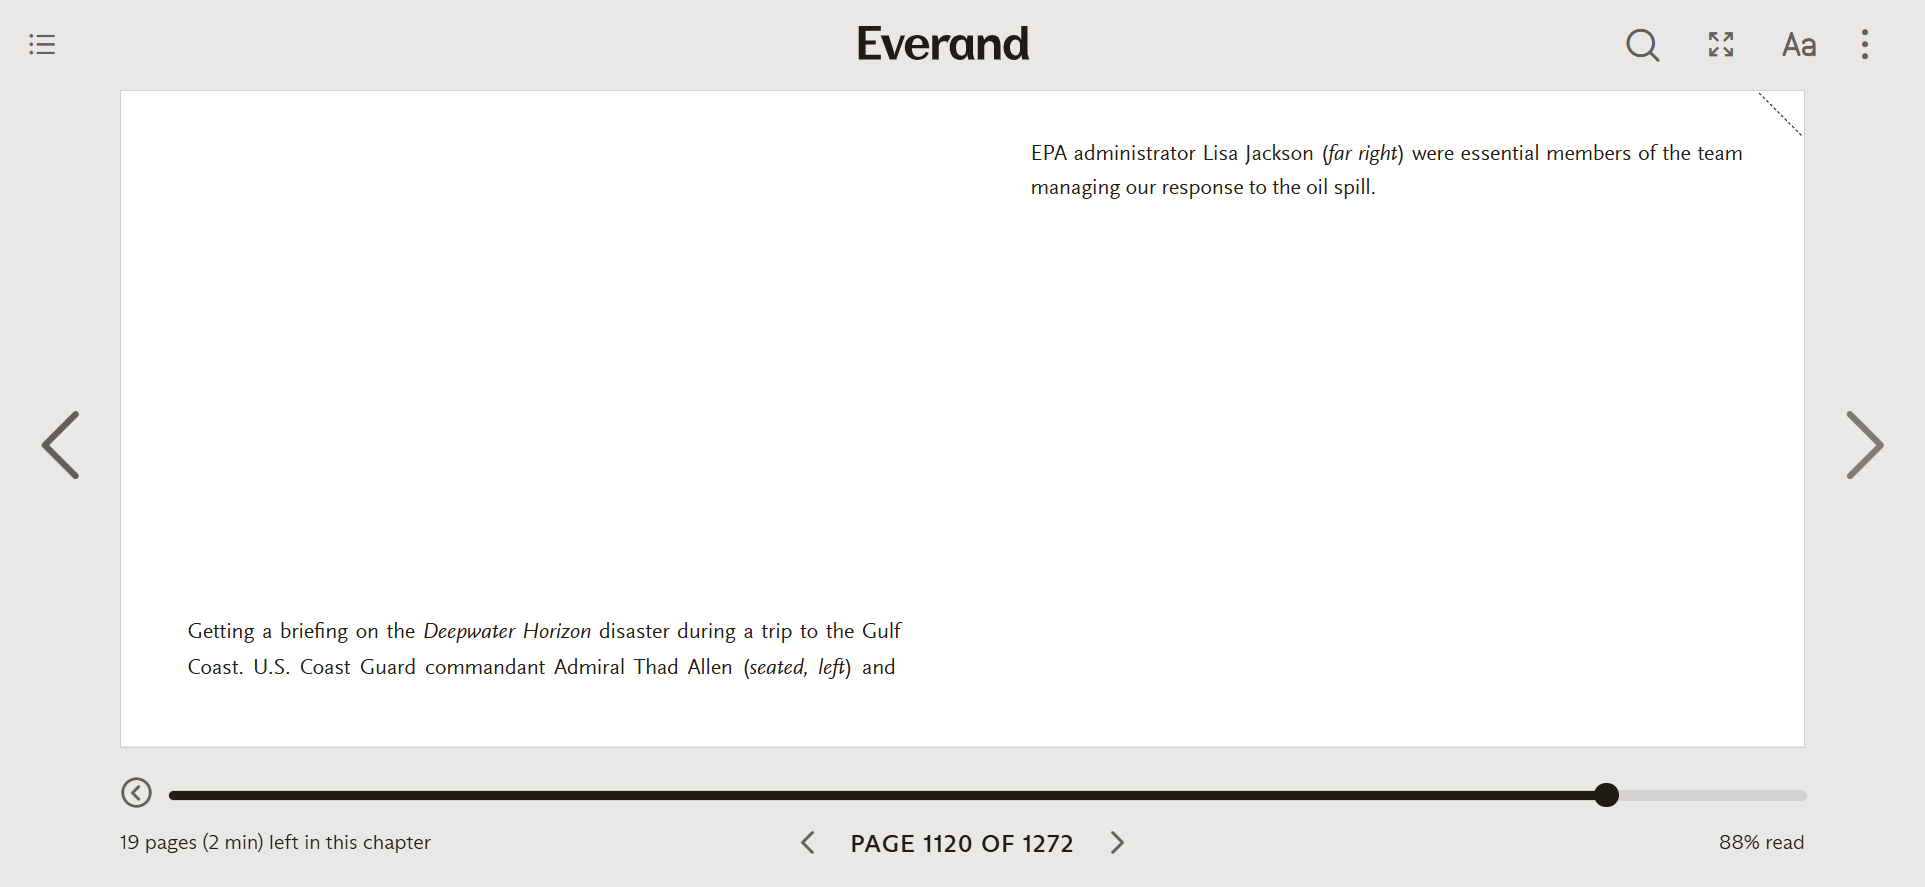 Everand
Aa
Getting a briefing on the Deepwater Horizon disaster during a trip to the Gulf
Coast. U.S. Coast Guard commandant Admiral Thad Allen (seated, left) and
EPA administrator Lisa Jackson (far right) were essential members of the team
managing our response to the oil spill.
19 pages (2 min) left in this chapter
PAGE 1120 OF 1272
88% read